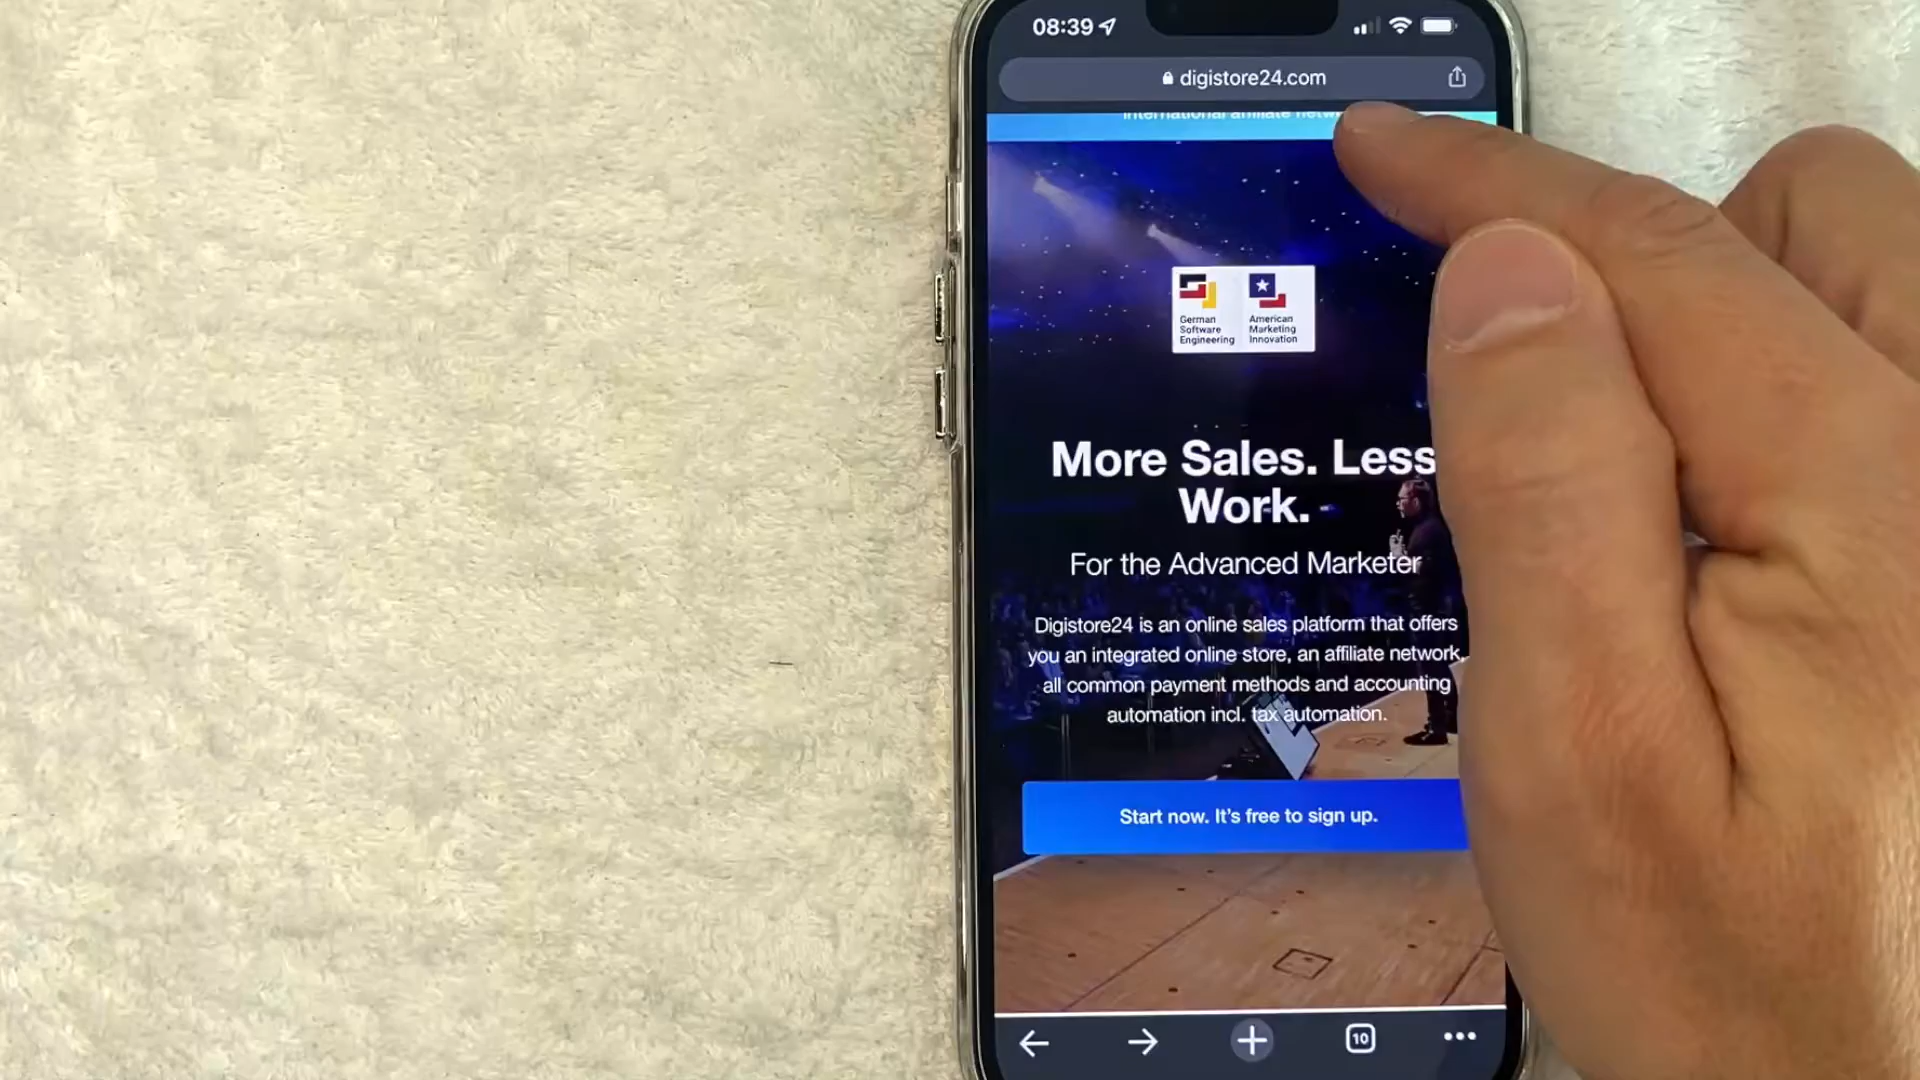 08:39
digistore24.com
international affiliate
German
Software
Engineering
American
Marketing
Innovation
More Sales. Less
Work.
For the Advanced Marketer
Digistore24 is an online sales platform that offers
you an integrated online store, an affiliate network,
all common payment methods and accounting
automation incl. tax automation.
Start now. It's free to sign up.
10